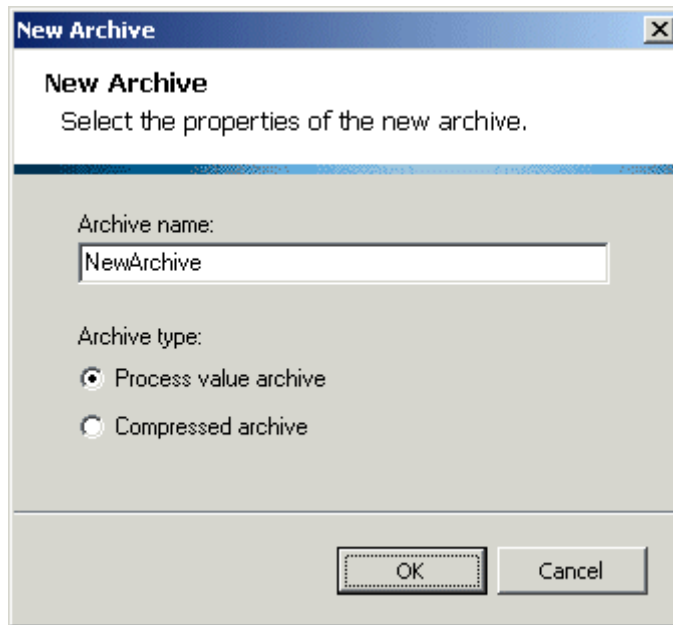 New Archive
New Archive
Select the properties of the new archive.
Archive name:
NewArchive
Archive type:
Process value archive
Compressed archive
OK Cancel